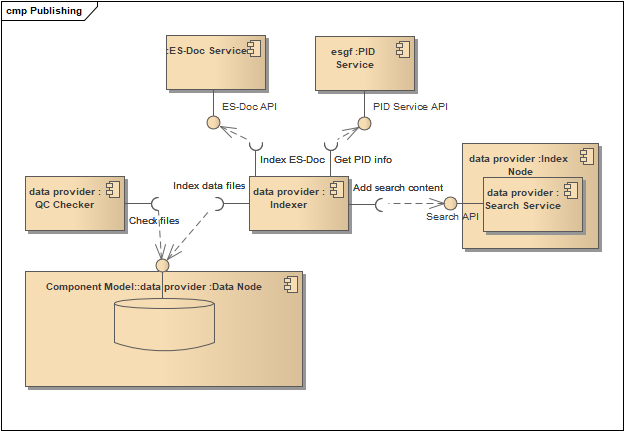 cmp Publishing
:ES-Doc Service
esgf :PID
Service
ES-Doc API
PID Service API
Index ES-Doc
Get PID info
data provider :Index
Node
data provider :
Search Service
data provider :
QC Checker
Index data files
data provider :
Indexer
Add search content
Check files
Search API
Component Model::data provider :Data Node